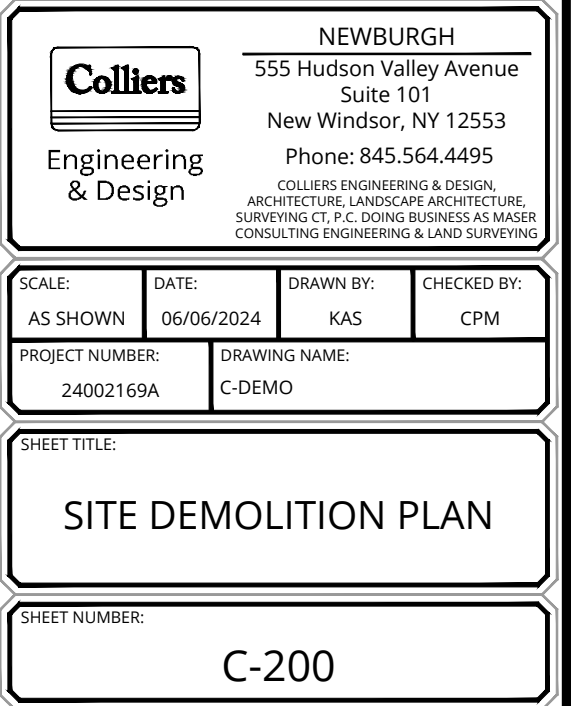 Colliers
Engineering
& Design
NEWBURGH
555 Hudson Valley Avenue
Suite 101
New Windsor, NY 12553
Phone: 845.564.4495
COLLIERS ENGINEERING & DESIGN,
ARCHITECTURE, LANDSCAPE ARCHITECTURE,
SURVEYING CT, P.C. DOING BUSINESS AS MASER
CONSULTING ENGINEERING & LAND SURVEYING
SCALE:
AS SHOWN
DATE:
06/06/2024
DRAWN BY:
KAS
CHECKED BY:
CPM
PROJECT NUMBER:
24002169A
DRAWING NAME:
C-DEMO
SHEET TITLE:
SITE DEMOLITION PLAN
SHEET NUMBER:
C-200